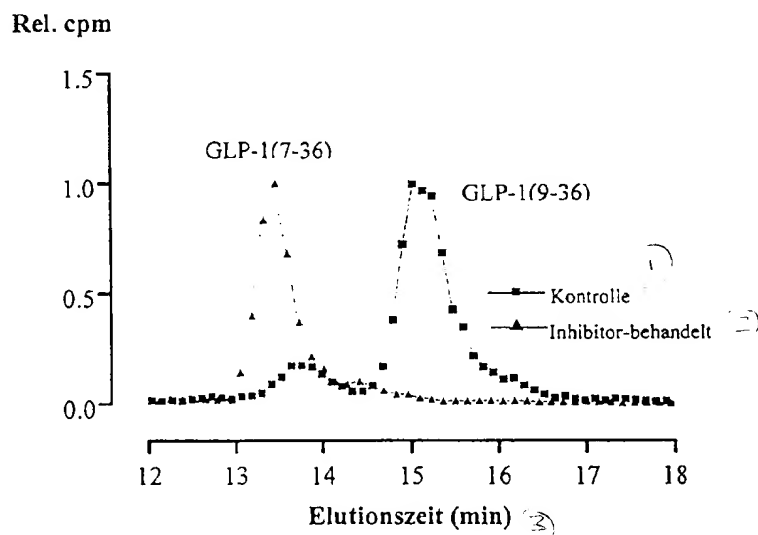 Rel. cpm
1.5
GLP-1(7-36)
1.0
GLP-1(9-36)
0.5
Kontrolle
Inhibitor-behandelt
0.0
12 13 14 15 16 17 18
Elutionszeit (min)